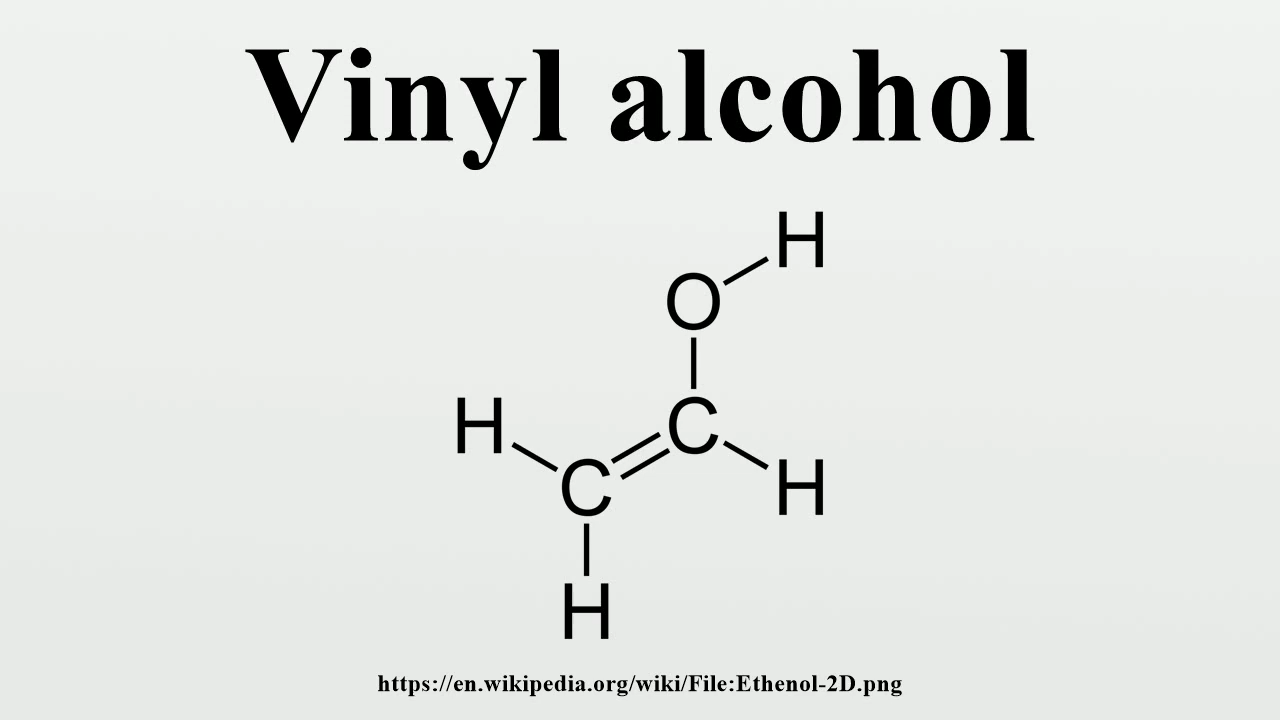 Vinyl alcohol
H
O
H
C
C
H
H
https://en.wikipedia.org/wiki/File:Ethenol-2D.png